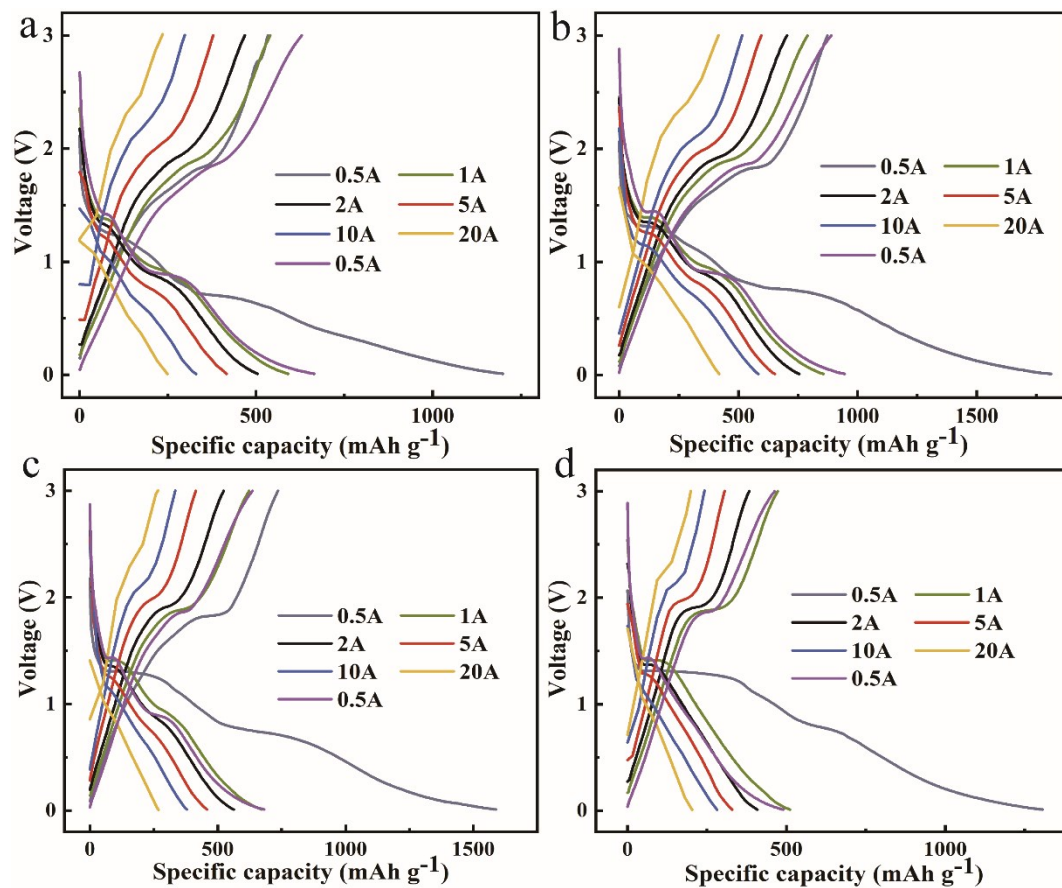 a
3
2
1
0
Voltage (V)
0.5A 1A
2A 5A
10A 20A
0.5A
0 500 1000
Specific capacity (mAh g⁻¹)
b
3
2
1
0
Voltage (V)
0.5A 1A
2A 5A
10A 20A
0.5A
0 500 1000 1500
Specific capacity (mAh g⁻¹)
c
3
2
1
0
Voltage (V)
0.5A 1A
2A 5A
10A 20A
0.5A
0 500 1000 1500
Specific capacity (mAh g⁻¹)
d
3
2
1
0
Voltage (V)
0.5A 1A
2A 5A
10A 20A
0.5A
0 500 1000
Specific capacity (mAh g⁻¹)